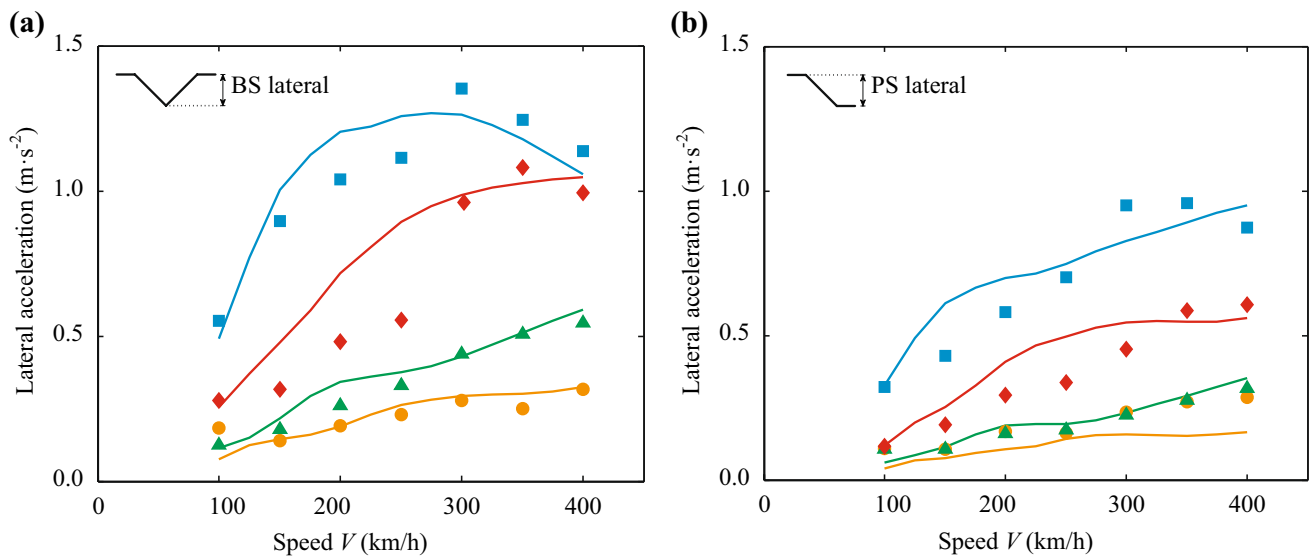 (a)
1.5
1.0
0.5
0.0
Lateral acceleration (m·s⁻²)
BS lateral
0 100 200 300 400
Speed V (km/h)
(b)
1.5
1.0
0.5
0.0
Lateral acceleration (m·s⁻²)
PS lateral
0 100 200 300 400
Speed V (km/h)